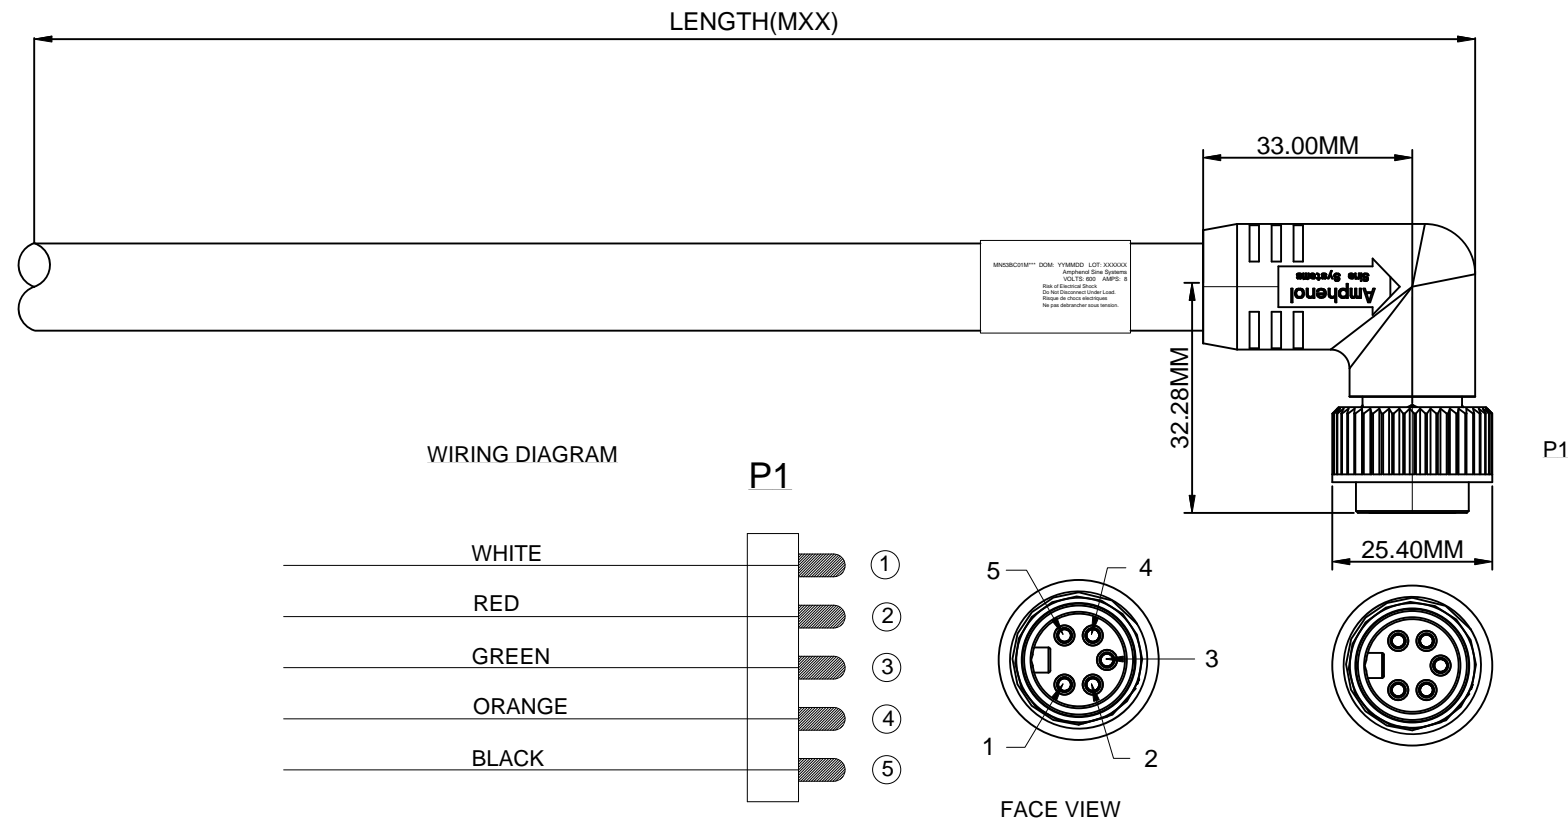 LENGTH(MXX)
33.00MM
MN53BC01M*** DOM: YYMMDD LOT: XXXXXX
Amphenol Sine Systems
VOLTS: 600 AMPS: 8
Risk of Electrical Shock
Do Not Disconnect Under Load.
Risque de chocs electriques
Ne pas debrancher sous tension.
Amphenol
Sine Systems
32.28MM
P1
25.40MM
WIRING DIAGRAM
P1
WHITE
1
RED
2
GREEN
3
ORANGE
4
BLACK
5
5
4
3
1
2
FACE VIEW